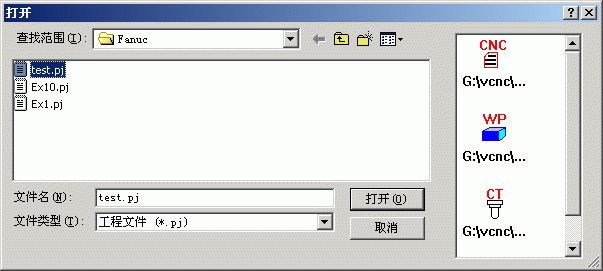 打开
查找范围(I):
Fanuc
test.pj
Ex10.pj
Ex1.pj
文件名(N):
test.pj
打开(O)
文件类型(T):
工程文件 (*.pj)
取消
CNC
G:\vcnc\...
WP
G:\vcnc\...
CT
G:\vcnc\...